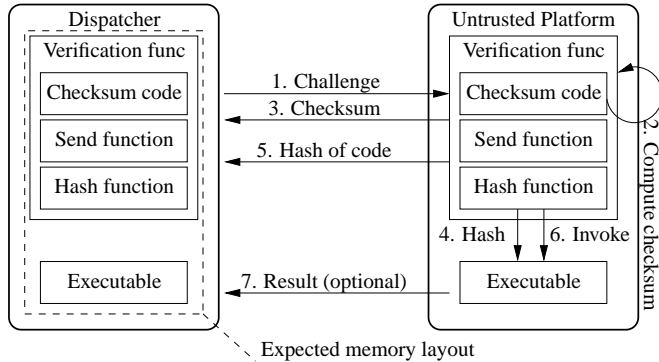 Dispatcher
Untrusted Platform
Verification func
Verification func
Checksum code
1. Challenge
Checksum code
3. Checksum
Send function
Send function
5. Hash of code
Hash function
Hash function
2. Compute checksum
4. Hash
6. Invoke
Executable
7. Result (optional)
Executable
Expected memory layout